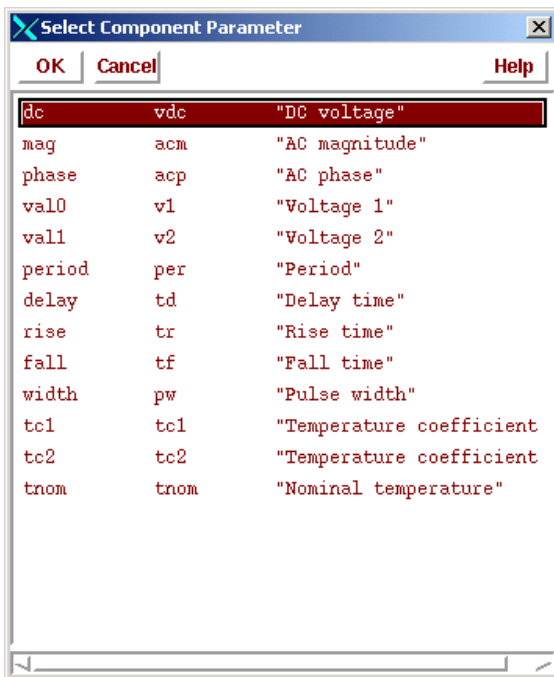 Select Component Parameter
OK Cancel Help
dc vdc "DC voltage"
mag acm "AC magnitude"
phase acp "AC phase"
val0 v1 "Voltage 1"
val1 v2 "Voltage 2"
period per "Period"
delay td "Delay time"
rise tr "Rise time"
fall tf "Fall time"
width pw "Pulse width"
tc1 tc1 "Temperature coefficient
tc2 tc2 "Temperature coefficient
tnom tnom "Nominal temperature"